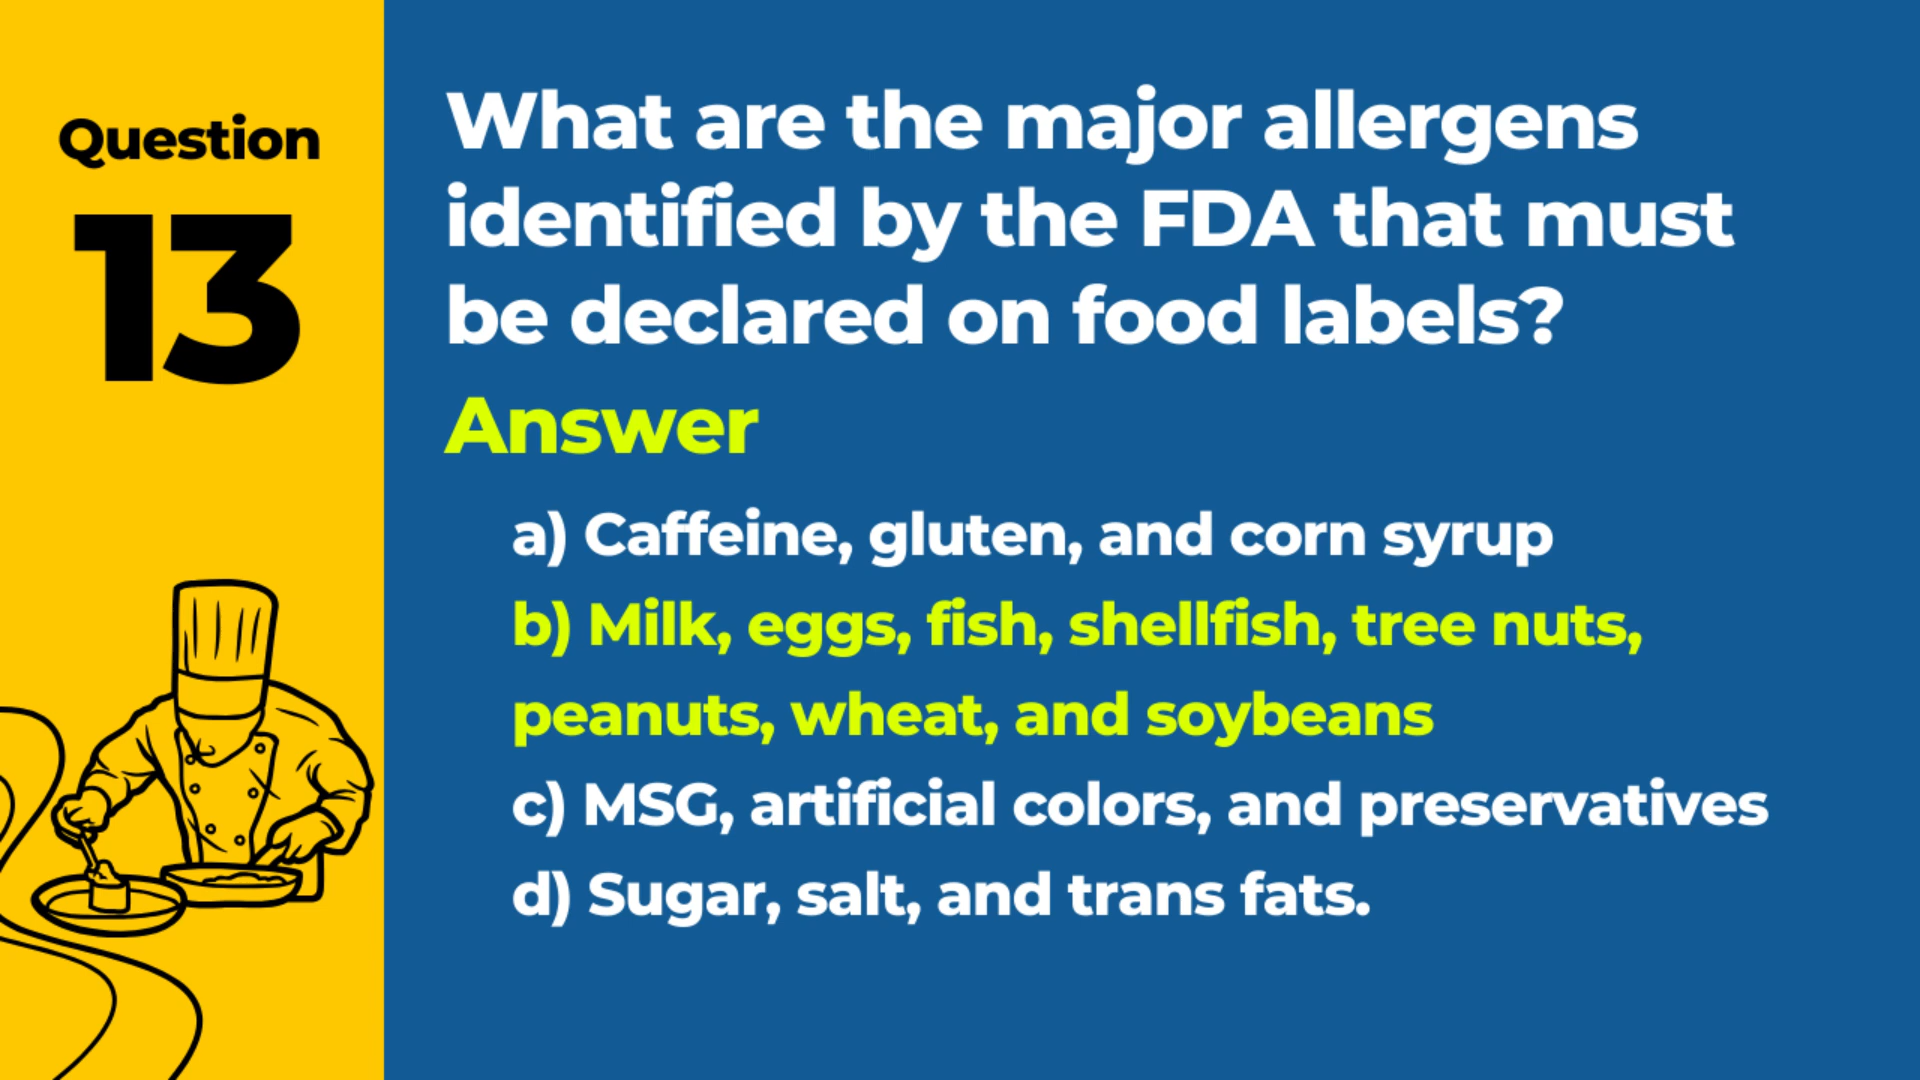 Question
13
What are the major allergens
identified by the FDA that must
be declared on food labels?
Answer
a) Caffeine, gluten, and corn syrup
b) Milk, eggs, fish, shellfish, tree nuts,
peanuts, wheat, and soybeans
c) MSG, artificial colors, and preservatives
d) Sugar, salt, and trans fats.